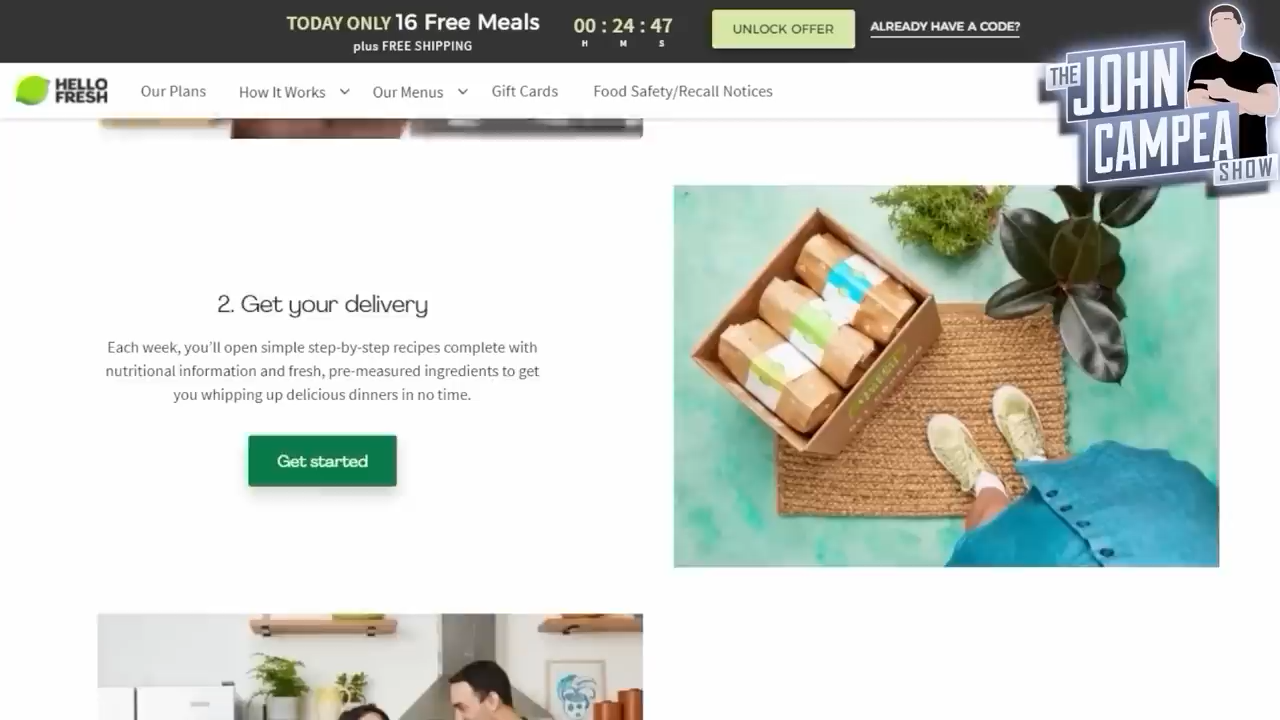 TODAY ONLY 16 Free Meals
plus FREE SHIPPING
00 : 24 : 47
H M S
UNLOCK OFFER
ALREADY HAVE A CODE?
HELLO
FRESH
Our Plans
How It Works
Our Menus
Gift Cards
Food Safety/Recall Notices
THE
JOHN
CAMPEA
SHOW
2. Get your delivery
Each week, you'll open simple step-by-step recipes complete with
nutritional information and fresh, pre-measured ingredients to get
you whipping up delicious dinners in no time.
Get started